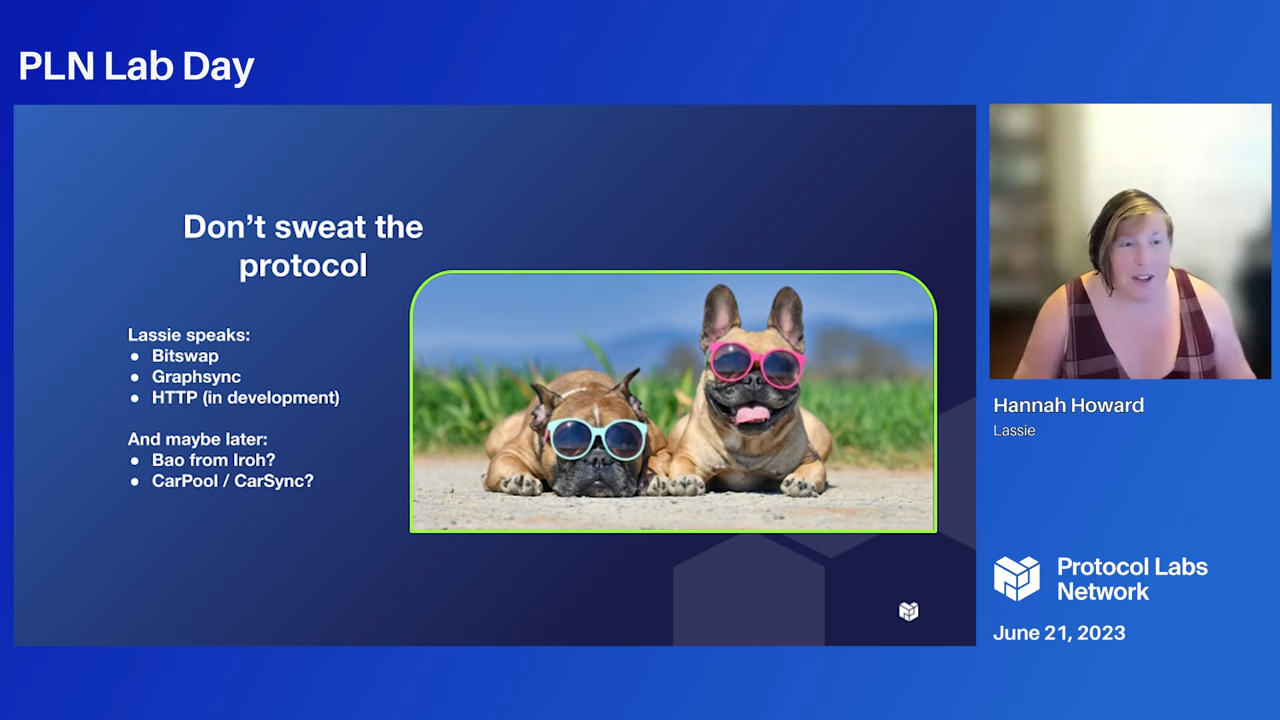 PLN Lab Day
Don’t sweat the
protocol
Lassie speaks:
● Bitswap
● Graphsync
● HTTP (in development)
And maybe later:
● Bao from Iroh?
● CarPool / CarSync?
Hannah Howard
Lassie
Protocol Labs
Network
June 21, 2023